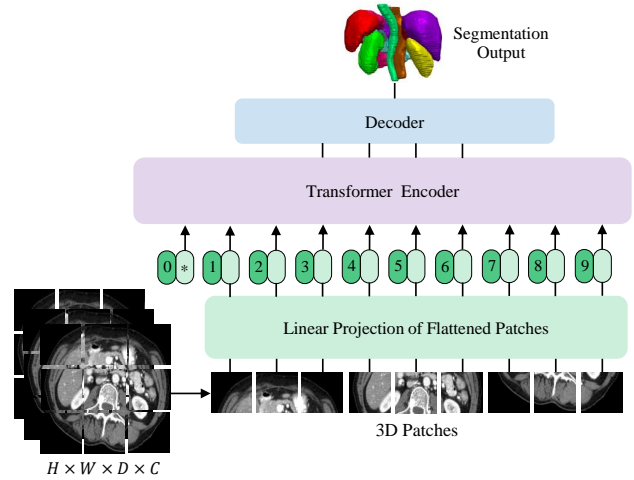 Segmentation
Output
Decoder
Transformer Encoder
0 * 1 2 3 4 5 6 7 8 9
Linear Projection of Flattened Patches
3D Patches
H × W × D × C